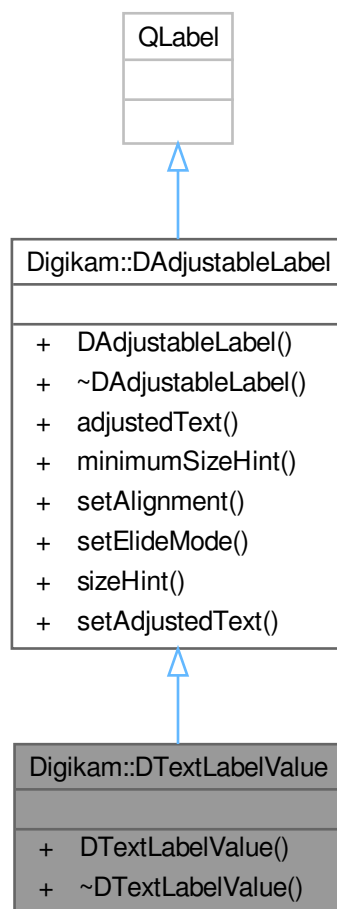 QLabel
Digikam::DAdjustableLabel
+ DAdjustableLabel()
+ ~DAdjustableLabel()
+ adjustedText()
+ minimumSizeHint()
+ setAlignment()
+ setElideMode()
+ sizeHint()
+ setAdjustedText()
Digikam::DTextLabelValue
+ DTextLabelValue()
+ ~DTextLabelValue()